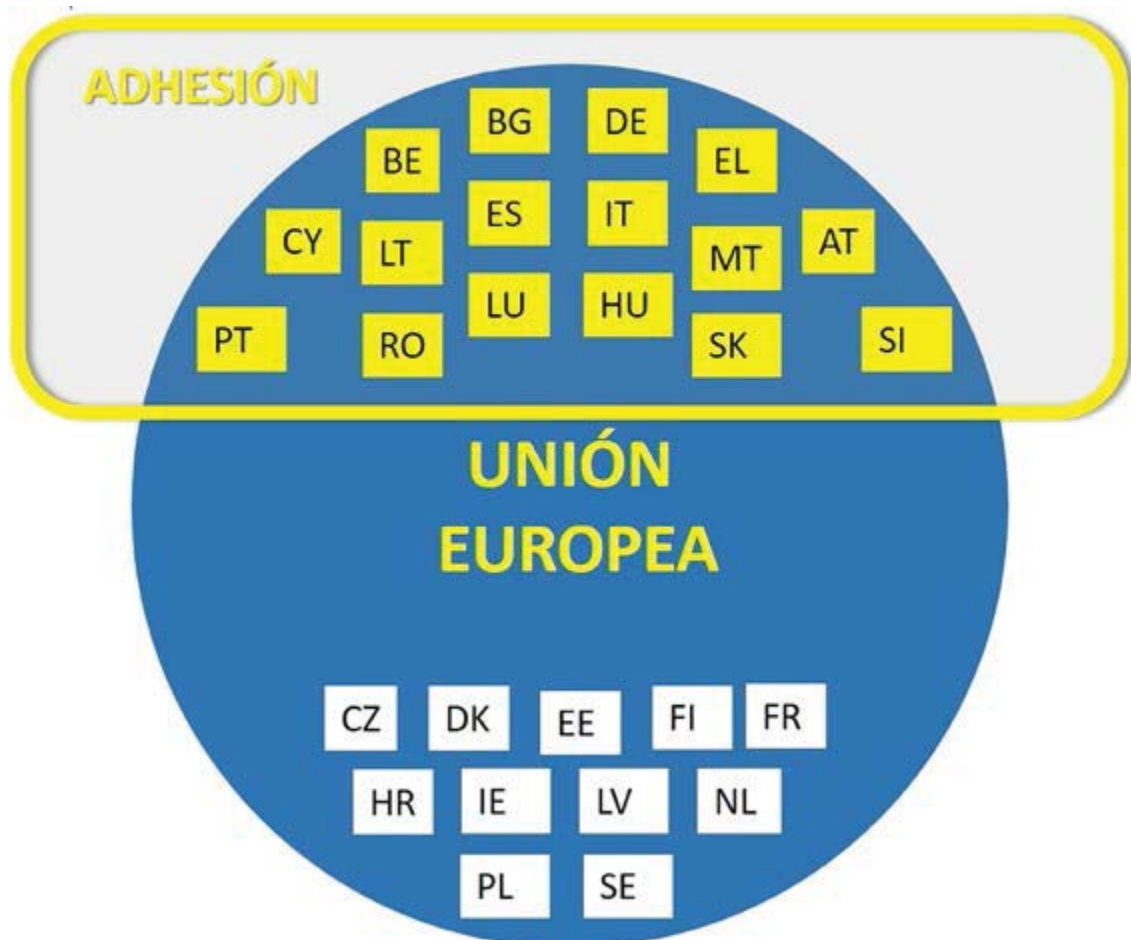 ADHESIÓN
BG DE
BE EL
ES IT
CY LT MT AT
LU HU
PT RO SK SI
UNIÓN
EUROPEA
CZ DK EE FI FR
HR IE LV NL
PL SE